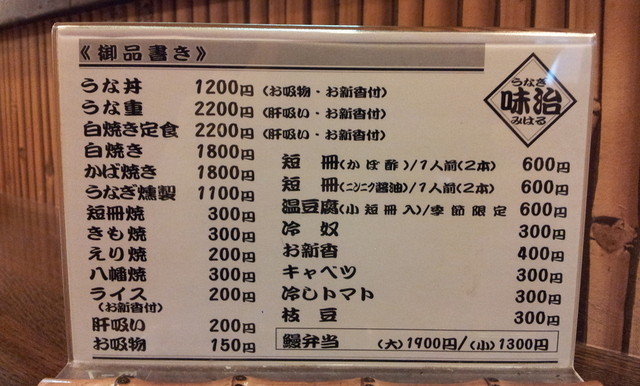 《御品書き》
うなぎ
味治
みはる
うな丼 1200円 (お吸物・お新香付)
うな重 2200円 (肝吸い・お新香付)
白焼き定食 2200円 (肝吸い・お新香付)
白焼き 1800円
かば焼き 1800円
うなぎ燻製 1100円
短冊焼 300円
きも焼 300円
えり焼 200円
八幡焼 300円
ライス 200円
(お新香付)
肝吸い 200円
お吸物 150円
短 冊(かば酢)/1人前(2本) 600円
短 冊(ニンニク醤油)/1人前(2本) 600円
温豆腐(小短冊入)/季節限定 600円
冷 奴 300円
お新香 400円
キャベツ 300円
冷しトマト 300円
枝 豆 300円
鰻弁当 (大)1900円/(小)1300円